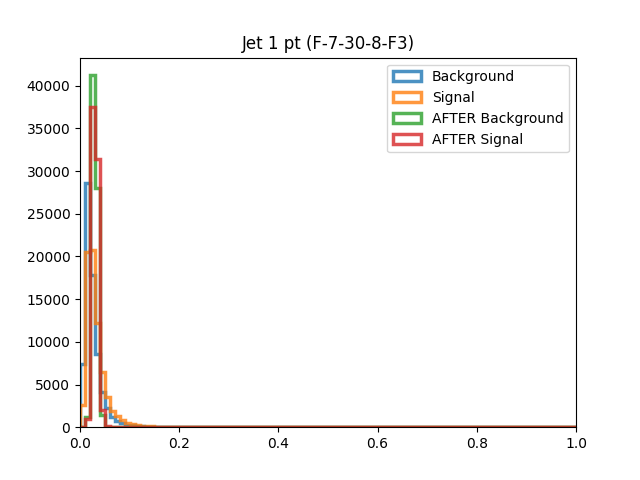 Jet 1 pt (F-7-30-8-F3)
Background
Signal
AFTER Background
AFTER Signal
40000
35000
30000
25000
20000
15000
10000
5000
0
0.0 0.2 0.4 0.6 0.8 1.0